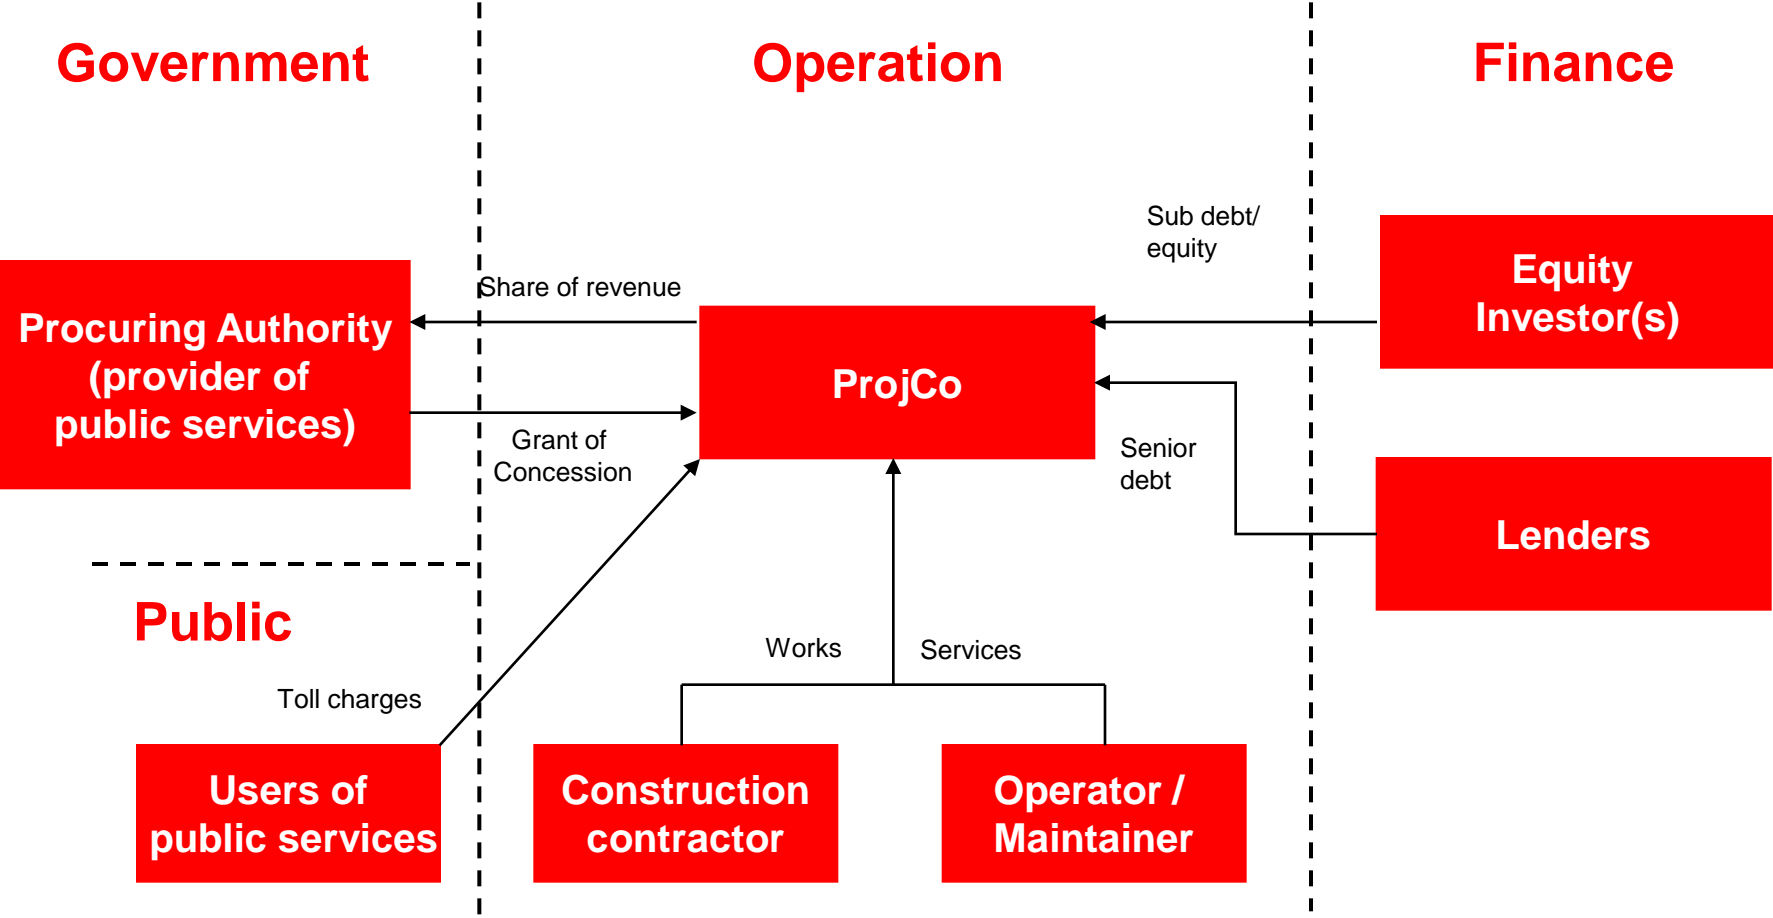 Government
Operation
Finance
Sub debt/
equity
Equity
Investor(s)
Share of revenue
Procuring Authority
(provider of
public services)
ProjCo
Grant of
Concession
Senior
debt
Lenders
Public
Works
Services
Toll charges
Users of
public services
Construction
contractor
Operator /
Maintainer